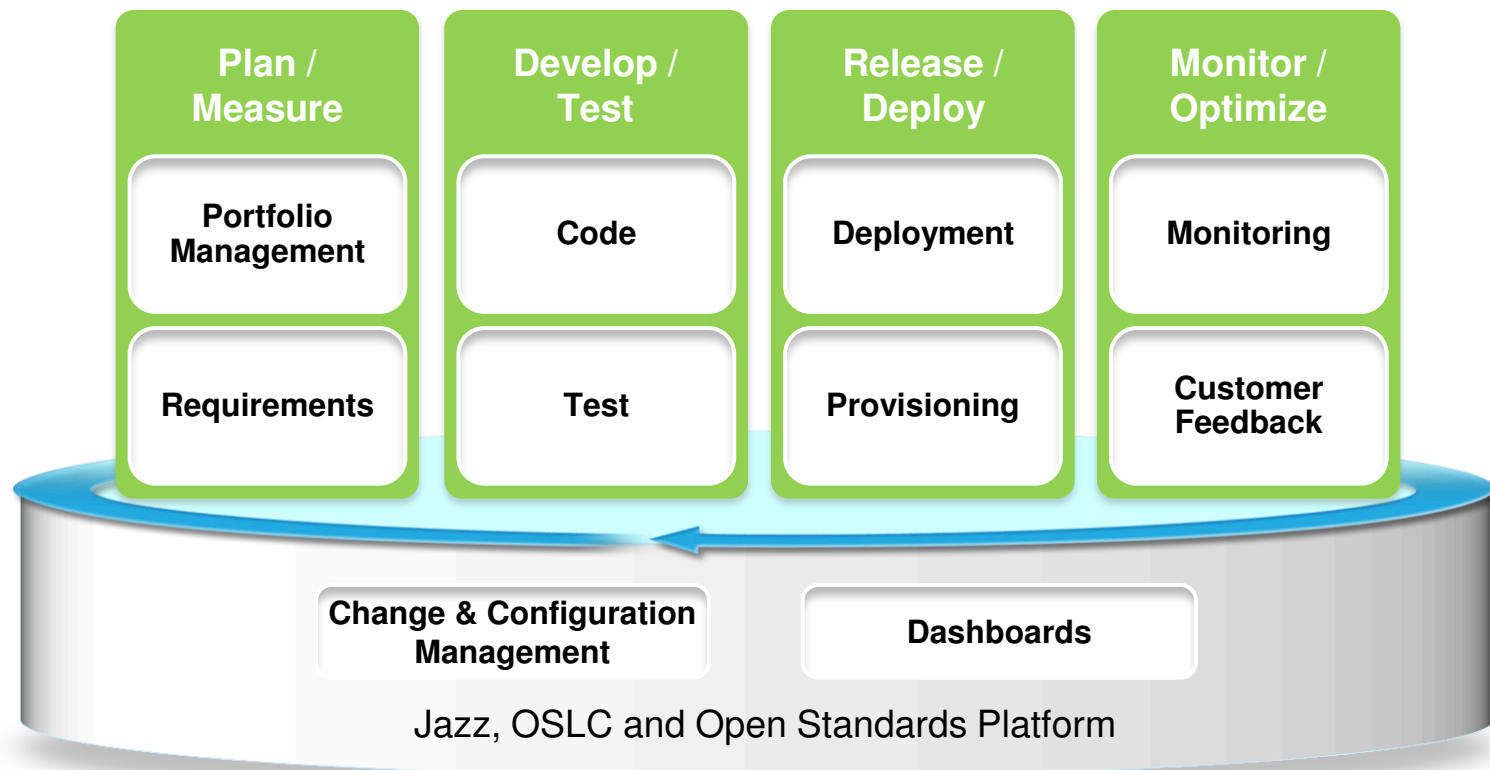 Plan /
Measure
Portfolio
Management
Requirements
Develop /
Test
Code
Test
Release /
Deploy
Deployment
Provisioning
Monitor /
Optimize
Monitoring
Customer
Feedback
Change & Configuration
Management
Dashboards
Jazz, OSLC and Open Standards Platform